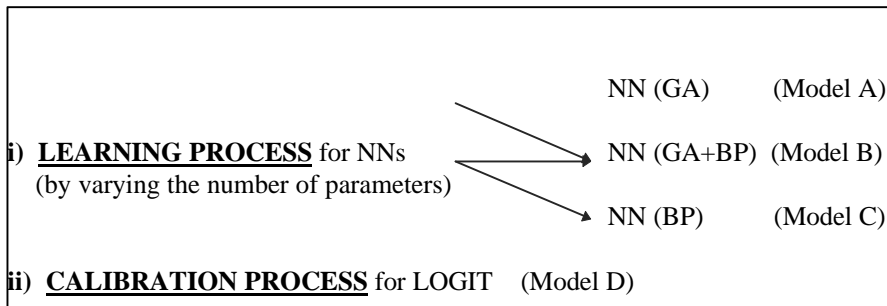 NN (GA) (Model A)
i) LEARNING PROCESS for NNs NN (GA+BP) (Model B)
(by varying the number of parameters)
NN (BP) (Model C)
ii) CALIBRATION PROCESS for LOGIT (Model D)